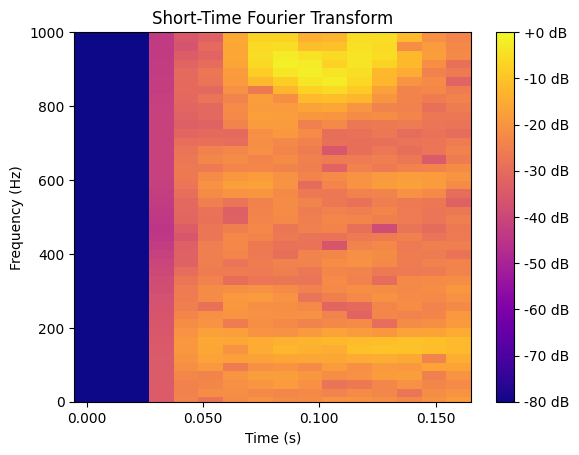 Short-Time Fourier Transform
1000
800
600
400
200
0
Frequency (Hz)
0.000
0.050
0.100
0.150
Time (s)
+0 dB
-10 dB
-20 dB
-30 dB
-40 dB
-50 dB
-60 dB
-70 dB
-80 dB